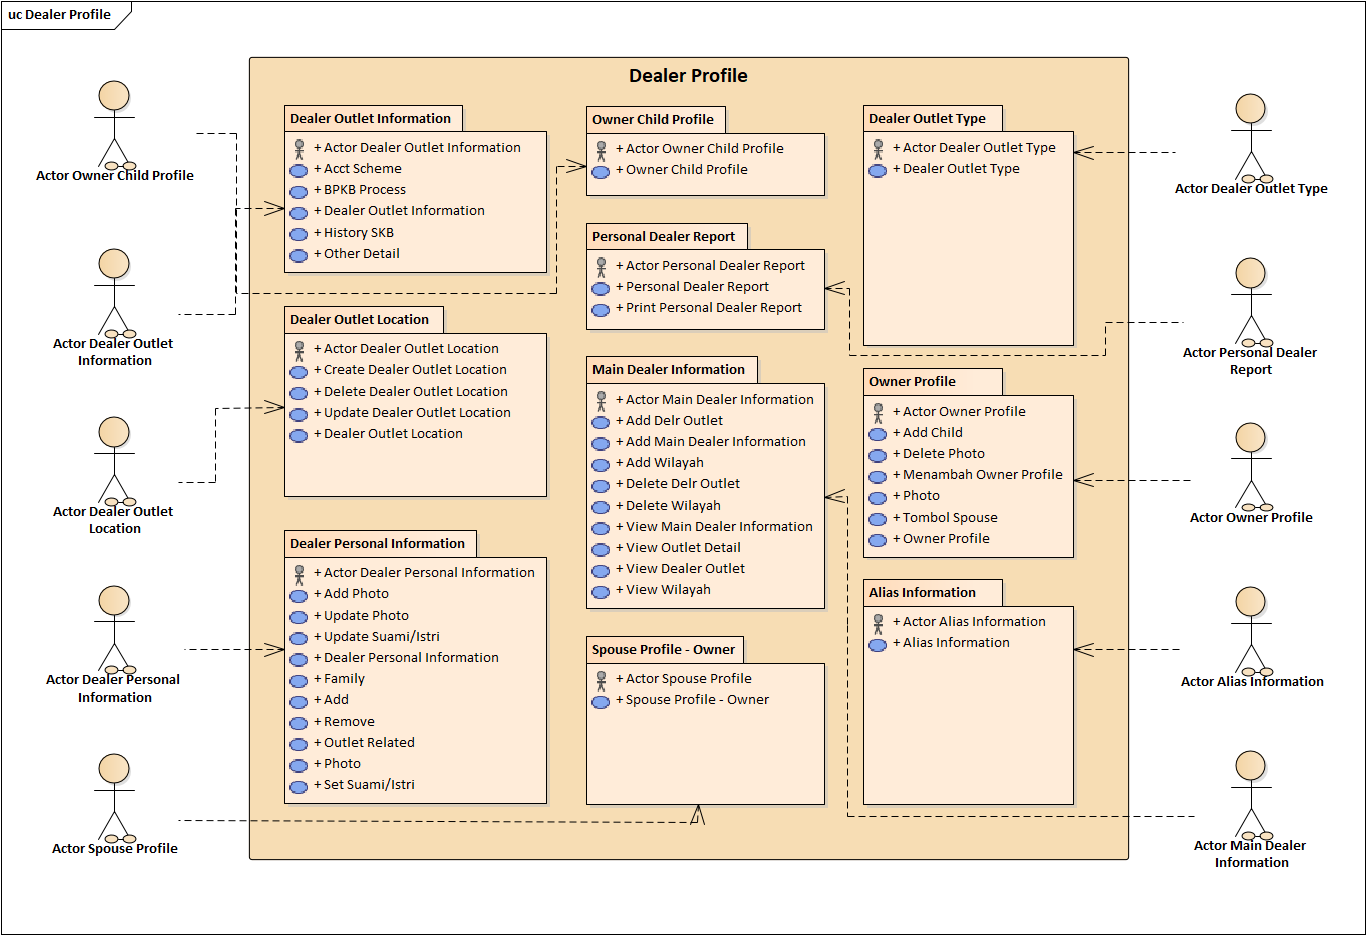 uc Dealer Profile
Dealer Profile
Actor Owner Child Profile
Actor Dealer Outlet
Information
Actor Dealer Outlet
Location
Actor Dealer Personal
Information
Actor Spouse Profile
Dealer Outlet Information
+ Actor Dealer Outlet Information
+ Acct Scheme
+ BPKB Process
+ Dealer Outlet Information
+ History SKB
+ Other Detail
Dealer Outlet Location
+ Actor Dealer Outlet Location
+ Create Dealer Outlet Location
+ Delete Dealer Outlet Location
+ Update Dealer Outlet Location
+ Dealer Outlet Location
Dealer Personal Information
+ Actor Dealer Personal Information
+ Add Photo
+ Update Photo
+ Update Suami/Istri
+ Dealer Personal Information
+ Family
+ Add
+ Remove
+ Outlet Related
+ Photo
+ Set Suami/Istri
Owner Child Profile
+ Actor Owner Child Profile
+ Owner Child Profile
Personal Dealer Report
+ Actor Personal Dealer Report
+ Personal Dealer Report
+ Print Personal Dealer Report
Main Dealer Information
+ Actor Main Dealer Information
+ Add Delr Outlet
+ Add Main Dealer Information
+ Add Wilayah
+ Delete Delr Outlet
+ Delete Wilayah
+ View Main Dealer Information
+ View Outlet Detail
+ View Dealer Outlet
+ View Wilayah
Spouse Profile - Owner
+ Actor Spouse Profile
+ Spouse Profile - Owner
Dealer Outlet Type
+ Actor Dealer Outlet Type
+ Dealer Outlet Type
Owner Profile
+ Actor Owner Profile
+ Add Child
+ Delete Photo
+ Menambah Owner Profile
+ Photo
+ Tombol Spouse
+ Owner Profile
Alias Information
+ Actor Alias Information
+ Alias Information
Actor Dealer Outlet Type
Actor Personal Dealer
Report
Actor Owner Profile
Actor Alias Information
Actor Main Dealer
Information